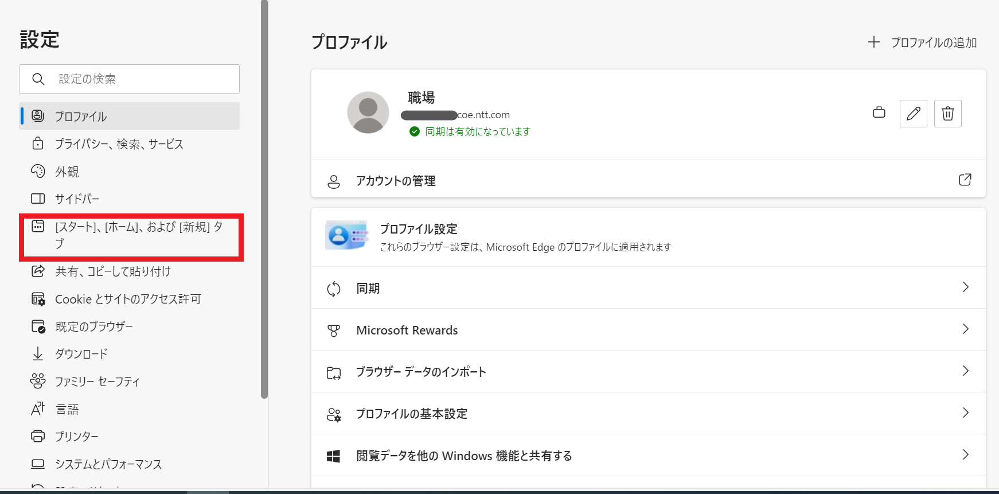 設定
設定の検索
プロファイル
プライバシー、検索、サービス
外観
サイドバー
[スタート]、[ホーム]、および [新規] タ
ブ
共有、コピーして貼り付け
Cookie とサイトのアクセス許可
既定のブラウザー
ダウンロード
ファミリー セーフティ
言語
プリンター
システムとパフォーマンス
プロファイル
プロファイルの追加
職場
coe.ntt.com
同期は有効になっています
アカウントの管理
プロファイル設定
これらのブラウザー設定は、Microsoft Edge のプロファイルに適用されます
同期
Microsoft Rewards
ブラウザー データのインポート
プロファイルの基本設定
閲覧データを他の Windows 機能と共有する